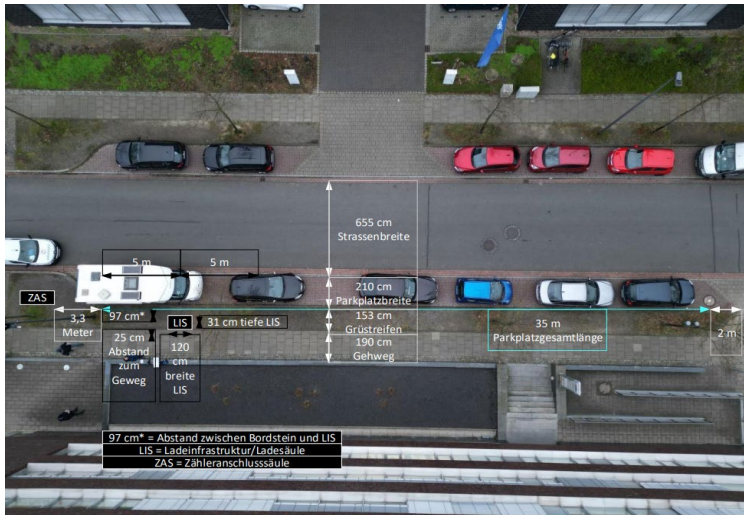 655 cm
Strassenbreite
5 m
5 m
ZAS
210 cm
Parkplatzbreite
3,3
Meter
97 cm*
LIS
31 cm tiefe LIS
153 cm
Grüstreifen
35 m
Parkplatzgesamtlänge
2 m
25 cm
Abstand
zum*
Geweg
120
cm
breite
LIS
190 cm
Gehweg
97 cm* = Abstand zwischen Bordstein und LIS
LIS = Ladeinfrastruktur/Ladesäule
ZAS = Zähleranschlusssäule